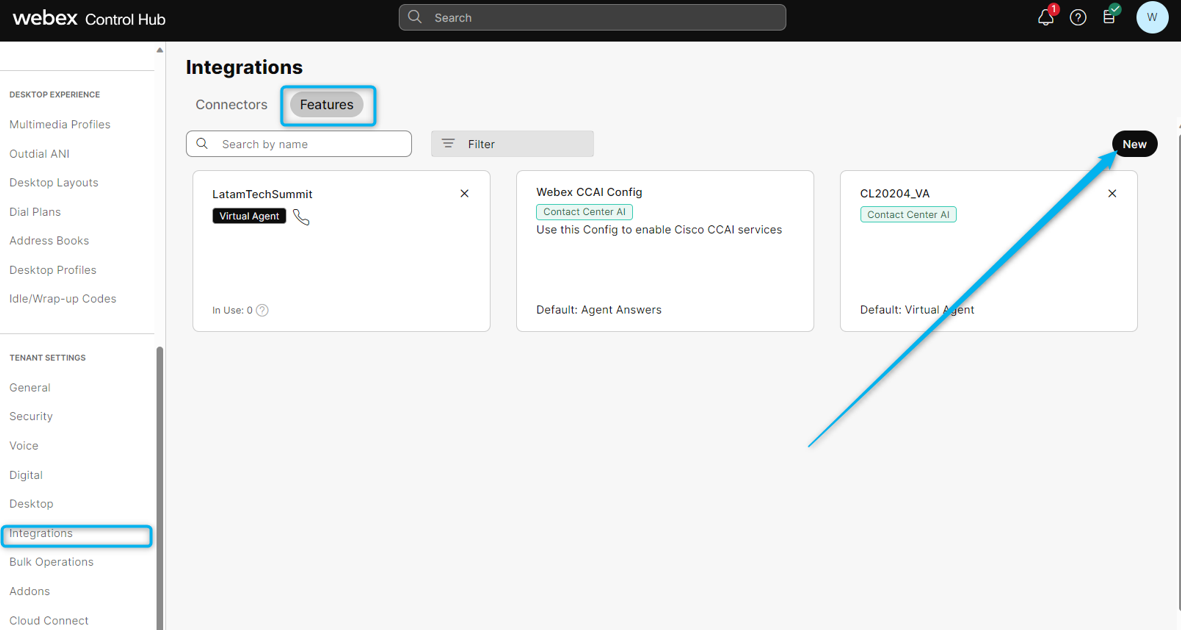 webex Control Hub
Search
1
?
W
DESKTOP EXPERIENCE
Multimedia Profiles
Outdial ANI
Desktop Layouts
Dial Plans
Address Books
Desktop Profiles
Idle/Wrap-up Codes
TENANT SETTINGS
General
Security
Voice
Digital
Desktop
Integrations
Bulk Operations
Addons
Cloud Connect
Integrations
Connectors
Features
Search by name
Filter
New
LatamTechSummit
Virtual Agent
In Use: 0 ?
Webex CCAI Config
Contact Center AI
Use this Config to enable Cisco CCAI services
Default: Agent Answers
CL20204_VA
Contact Center AI
Default: Virtual Agent